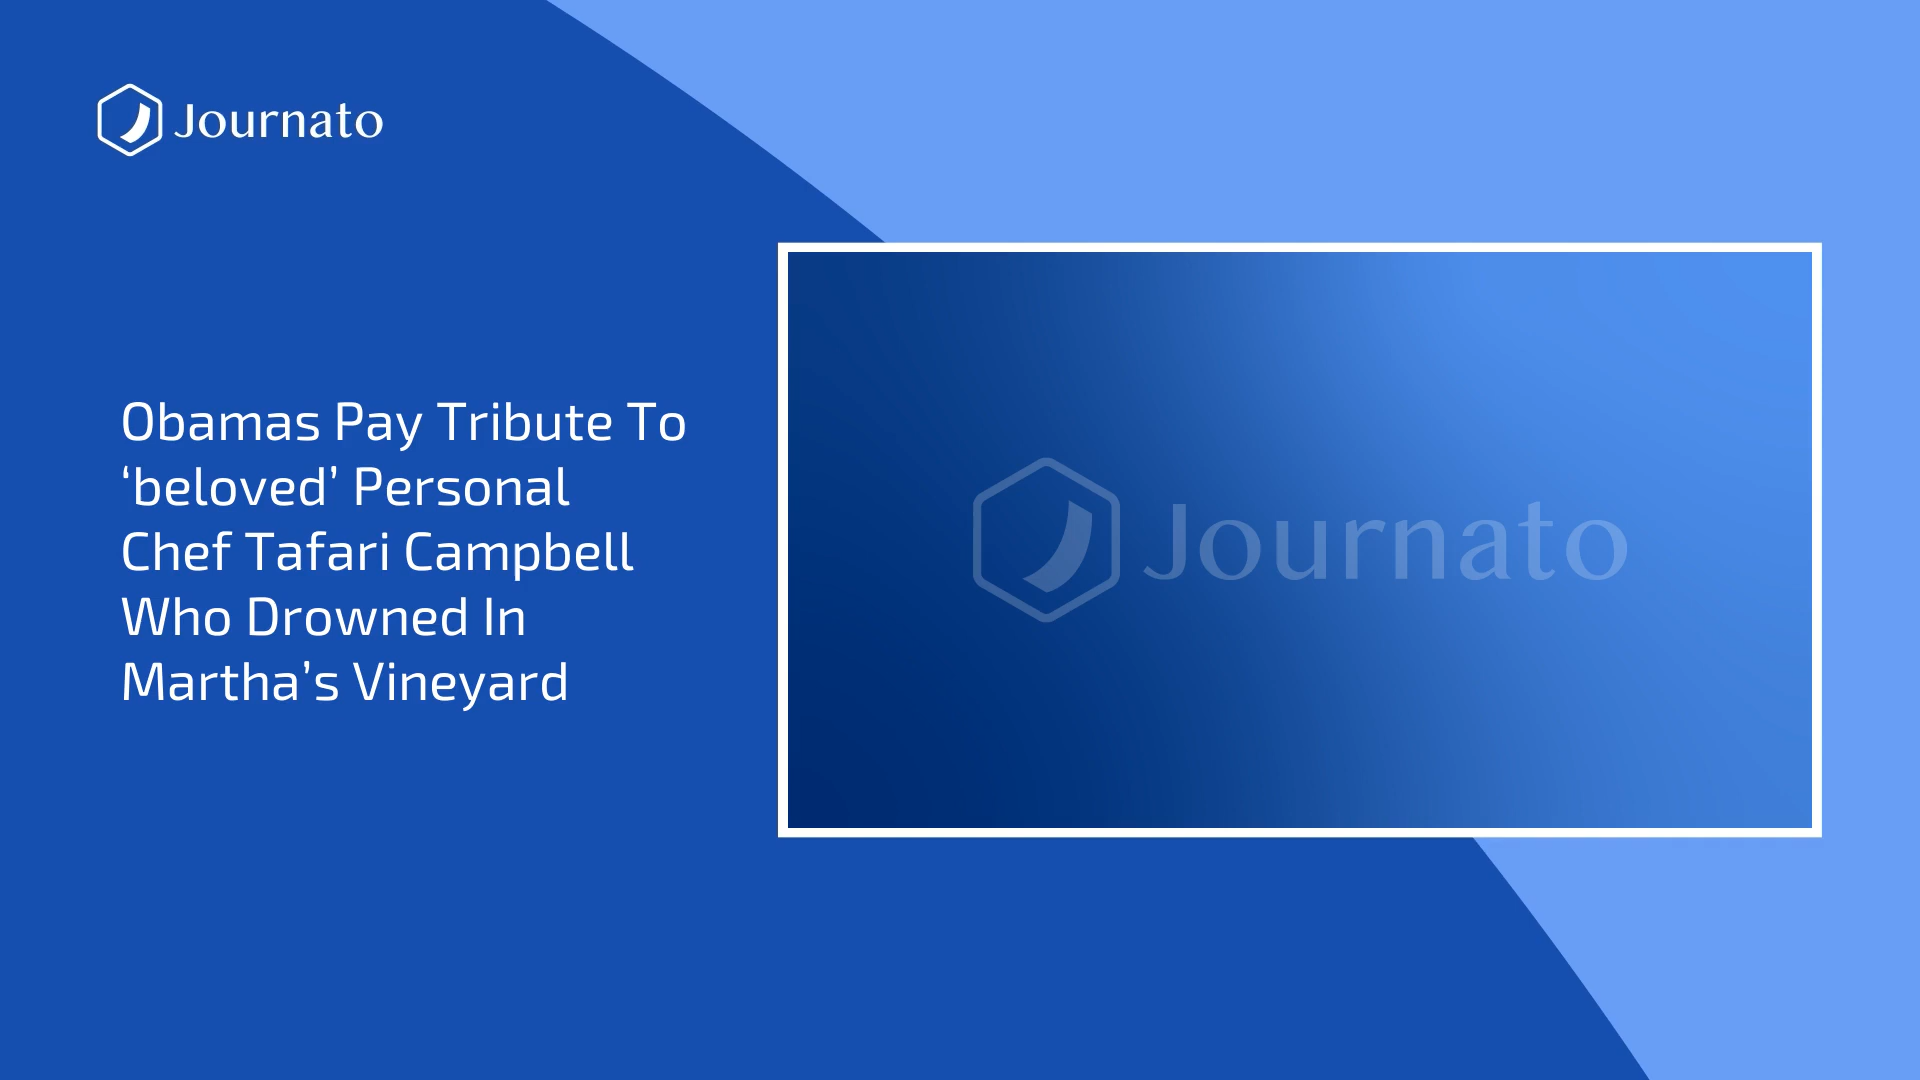 Journato
Obamas Pay Tribute To
‘beloved’ Personal
Chef Tafari Campbell
Who Drowned In
Martha’s Vineyard
Journato